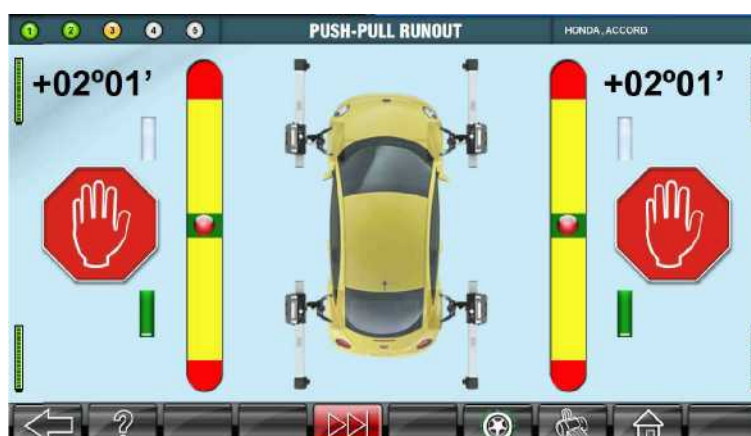 1 2 3 4 5 PUSH-PULL RUNOUT HONDA, ACCORD
+02º01’ +02º01’
?